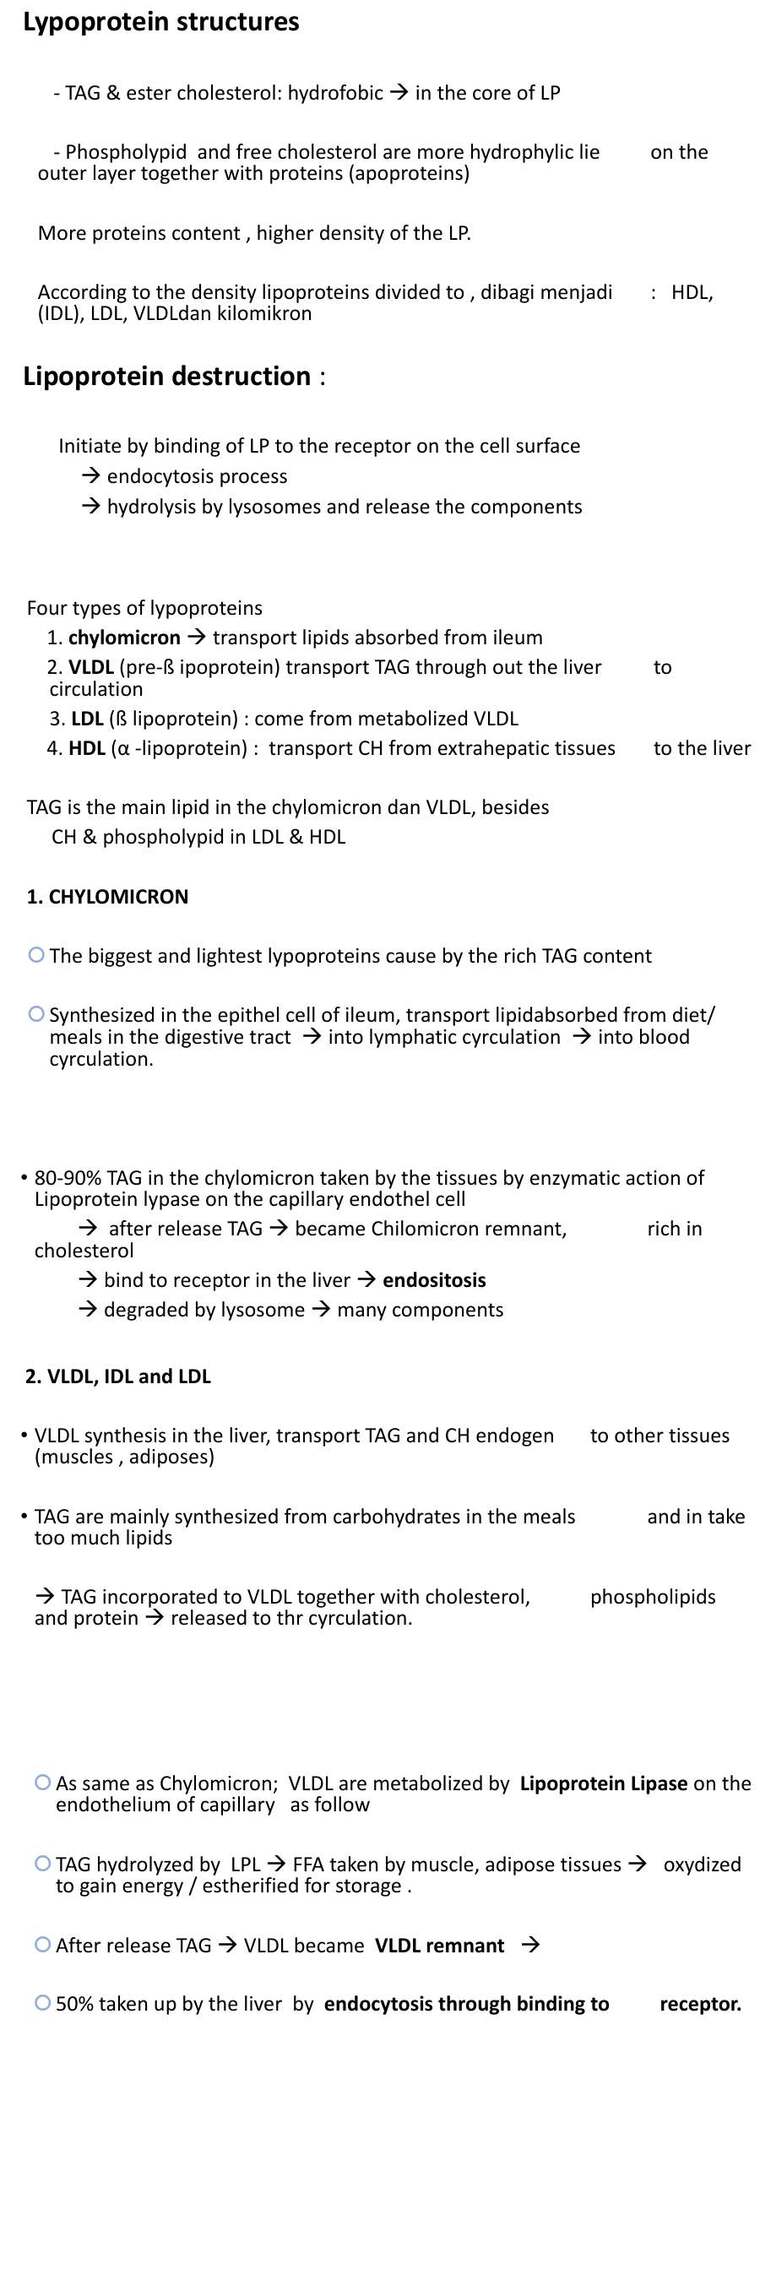 Lypoprotein structures
- TAG & ester cholesterol: hydrofobic → in the core of LP
- Phospholypid and free cholesterol are more hydrophylic lie on the
outer layer together with proteins (apoproteins)
More proteins content , higher density of the LP.
According to the density lipoproteins divided to , dibagi menjadi : HDL,
(IDL), LDL, VLDLdan kilomikron
Lipoprotein destruction :
Initiate by binding of LP to the receptor on the cell surface
→ endocytosis process
→ hydrolysis by lysosomes and release the components
Four types of lypoproteins
1. chylomicron → transport lipids absorbed from ileum
2. VLDL (pre-ß ipoprotein) transport TAG through out the liver to
circulation
3. LDL (ß lipoprotein) : come from metabolized VLDL
4. HDL (α -lipoprotein) : transport CH from extrahepatic tissues to the liver
TAG is the main lipid in the chylomicron dan VLDL, besides
CH & phospholypid in LDL & HDL
1. CHYLOMICRON
○ The biggest and lightest lypoproteins cause by the rich TAG content
○ Synthesized in the epithel cell of ileum, transport lipidabsorbed from diet/
meals in the digestive tract → into lymphatic cyrculation → into blood
cyrculation.
• 80-90% TAG in the chylomicron taken by the tissues by enzymatic action of
Lipoprotein lypase on the capillary endothel cell
→ after release TAG → became Chilomicron remnant, rich in
cholesterol
→ bind to receptor in the liver → endositosis
→ degraded by lysosome → many components
2. VLDL, IDL and LDL
• VLDL synthesis in the liver, transport TAG and CH endogen to other tissues
(muscles , adiposes)
• TAG are mainly synthesized from carbohydrates in the meals and in take
too much lipids
→ TAG incorporated to VLDL together with cholesterol, phospholipids
and protein → released to thr cyrculation.
○ As same as Chylomicron; VLDL are metabolized by Lipoprotein Lipase on the
endothelium of capillary as follow
○ TAG hydrolyzed by LPL → FFA taken by muscle, adipose tissues → oxydized
to gain energy / estherified for storage .
○ After release TAG → VLDL became VLDL remnant →
○ 50% taken up by the liver by endocytosis through binding to receptor.